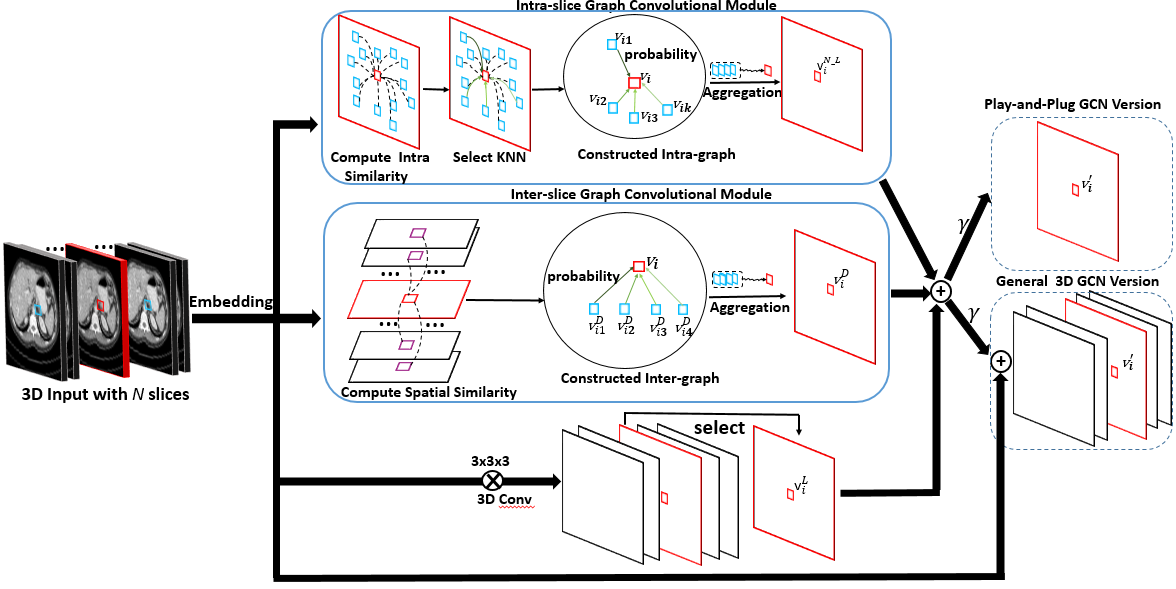 Intra-slice Graph Convolutional Module
Compute Intra
Similarity
Select KNN
V_{i1}
probability
V_i
V_{i2}
V_{i3}
V_{ik}
Constructed Intra-graph
Aggregation
v_i^{N_L}
Inter-slice Graph Convolutional Module
Compute Spatial Similarity
probability
V_i
V_{i1}^D
V_{i2}^D
V_{i3}^D
V_{i4}^D
Constructed Inter-graph
Aggregation
v_i^D
3D Input with N slices
Embedding
3x3x3
3D Conv
select
v_i^L
γ
γ
Play-and-Plug GCN Version
v_i'
General 3D GCN Version
v_i'